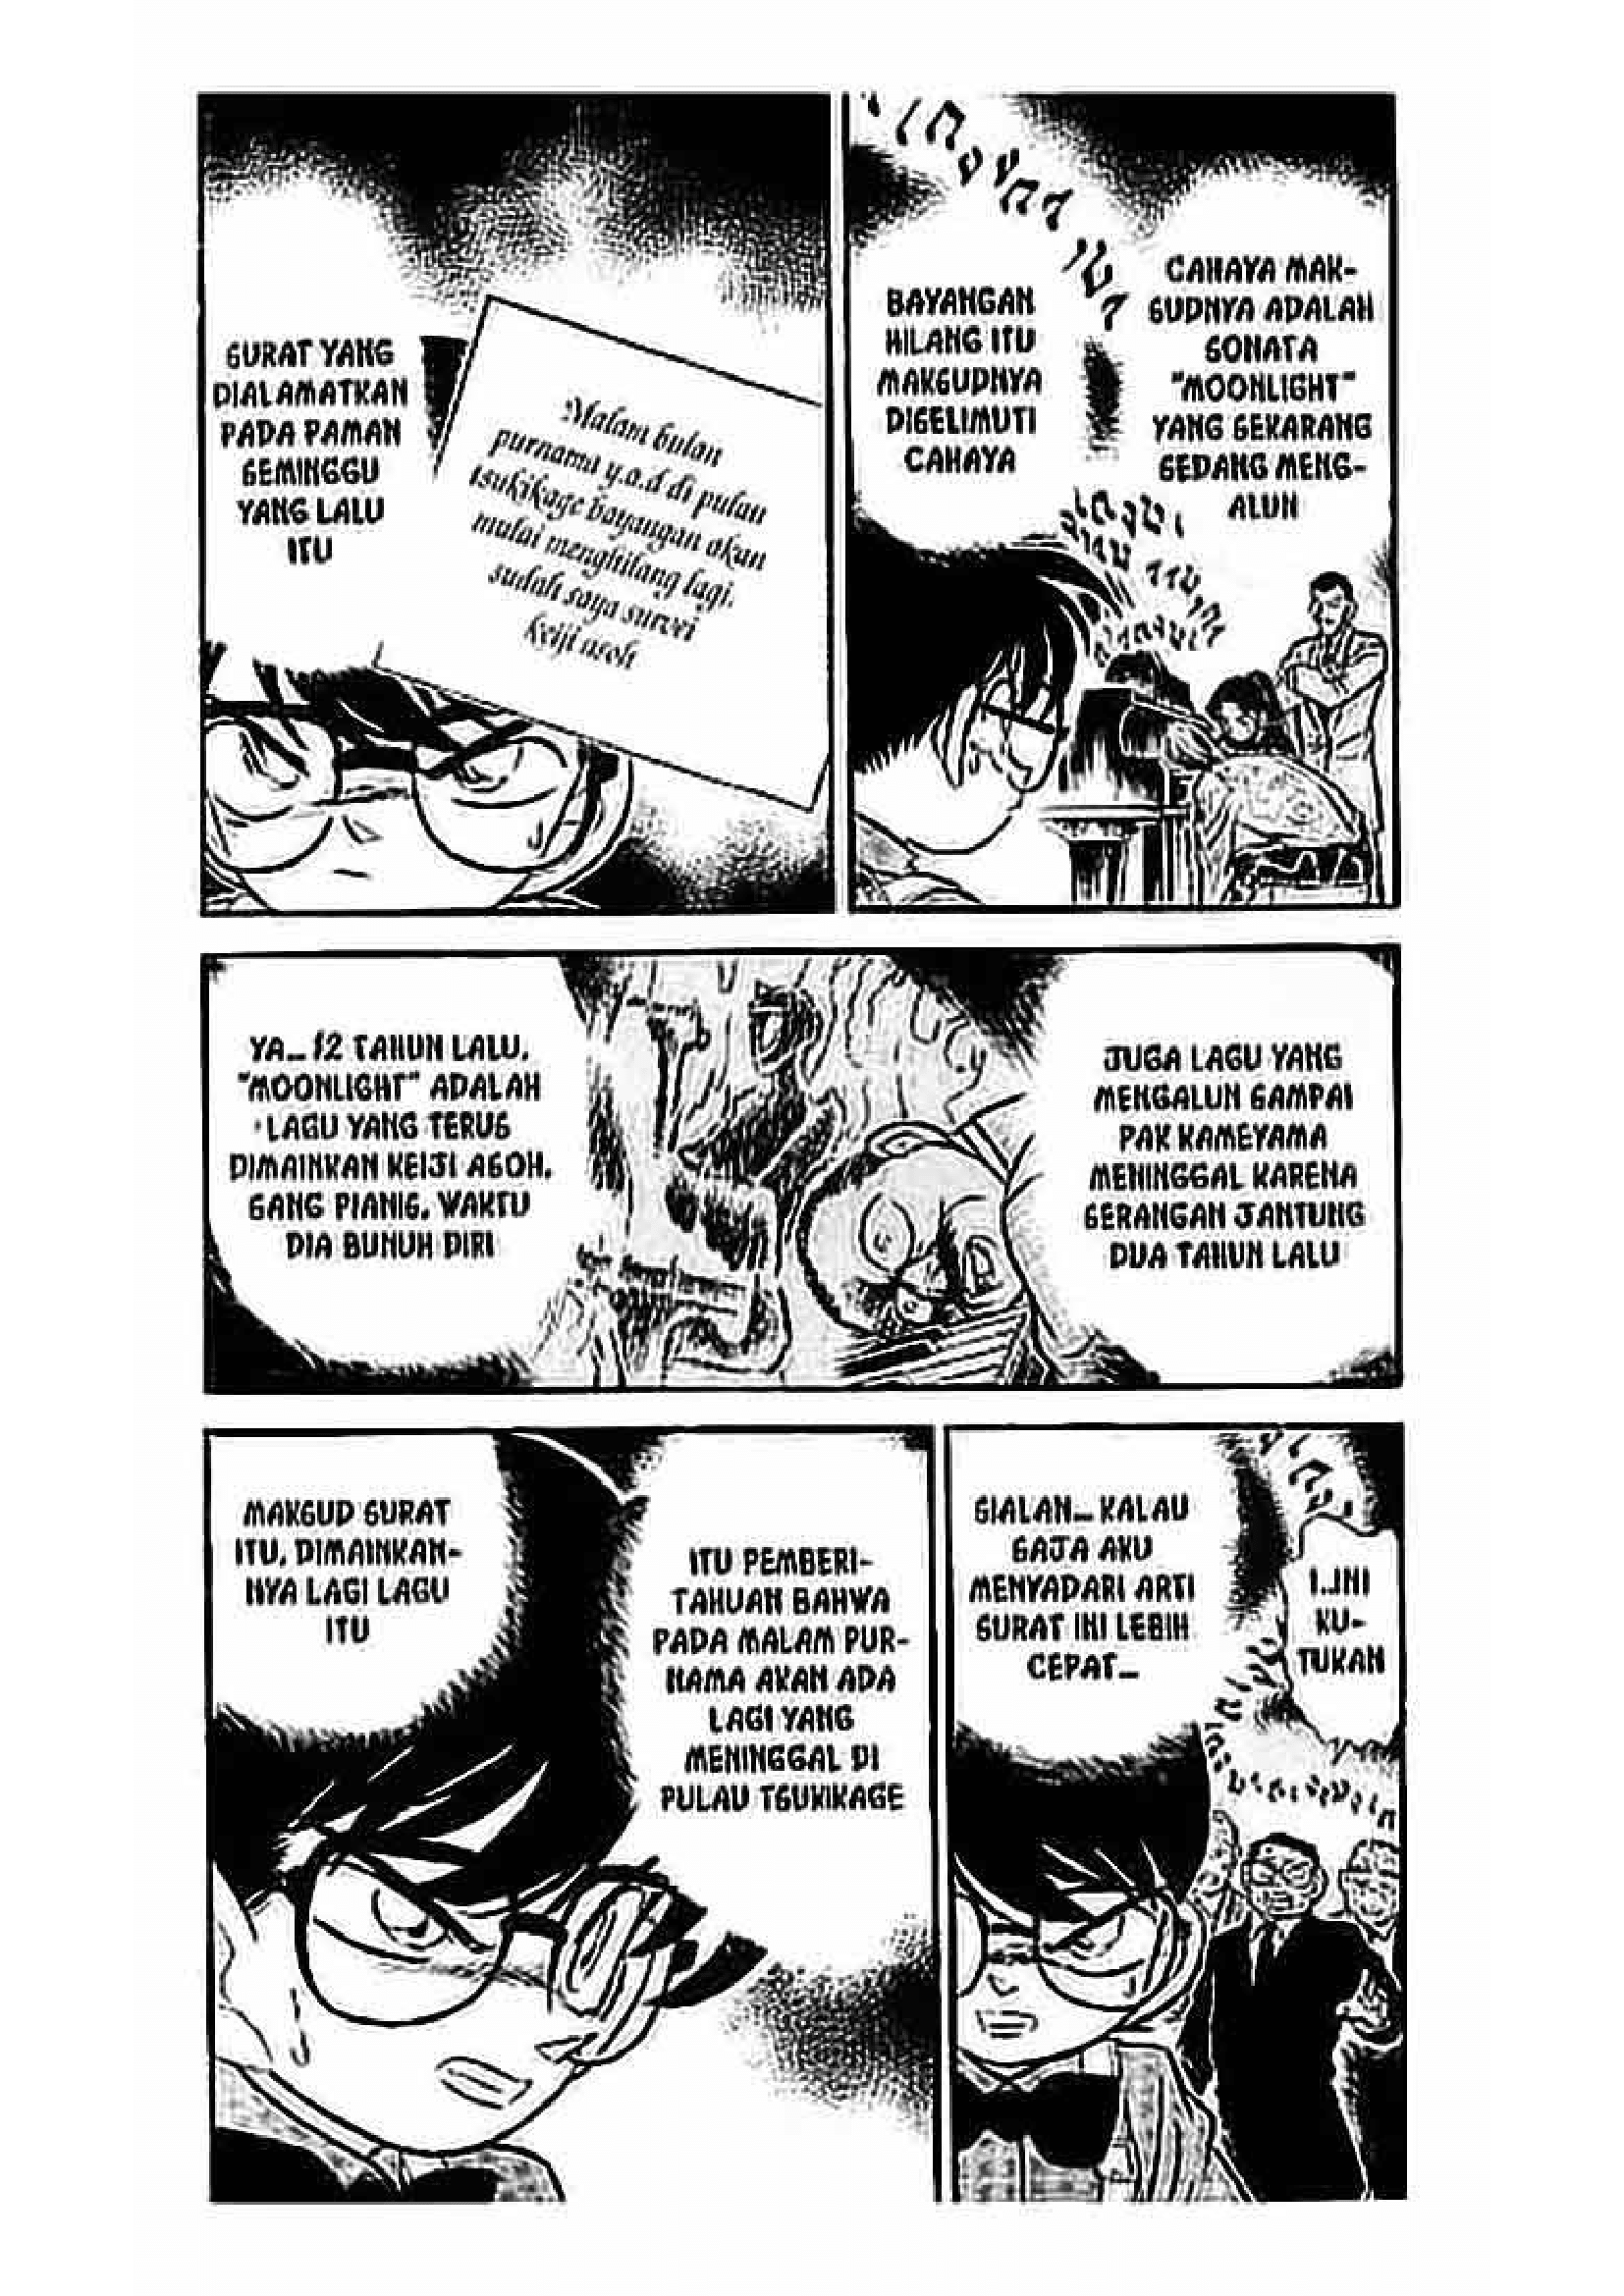 SURAT YANG
DIALAMATKAN
PADA PAMAN
SEMINGGU
YANG LALU
ITU
Malam bulan
purnama y.a.d di pulau
tsukikage bayangan akan
mulai menghilang lagi.
sudah saya survei
keiji asoh
BAYANGAN
HILANG ITU
MAKSUDNYA
DISELIMUTI
CAHAYA
CAHAYA MAK-
SUDNYA ADALAH
SONATA
"MOONLIGHT"
YANG SEKARANG
SEDANG MENG-
ALUN
YA... 12 TAHUN LALU,
"MOONLIGHT" ADALAH
LAGU YANG TERUS
DIMAINKAN KEIJI ASOH,
SANG PIANIS, WAKTU
DIA BUNUH DIRI
JUGA LAGU YANG
MENGALUN SAMPAI
PAK KAMEYAMA
MENINGGAL KARENA
SERANGAN JANTUNG
DUA TAHUN LALU
MAKSUD SURAT
ITU, DIMAINKAN-
NYA LAGI LAGU
ITU
ITU PEMBERI-
TAHUAN BAHWA
PADA MALAM PUR-
NAMA AKAN ADA
LAGI YANG
MENINGGAL DI
PULAU TSUKIKAGE
SIALAN... KALAU
SAJA AKU
MENYADARI ARTI
SURAT INI LEBIH
CEPAT...
I..INI
KU-
TUKAN